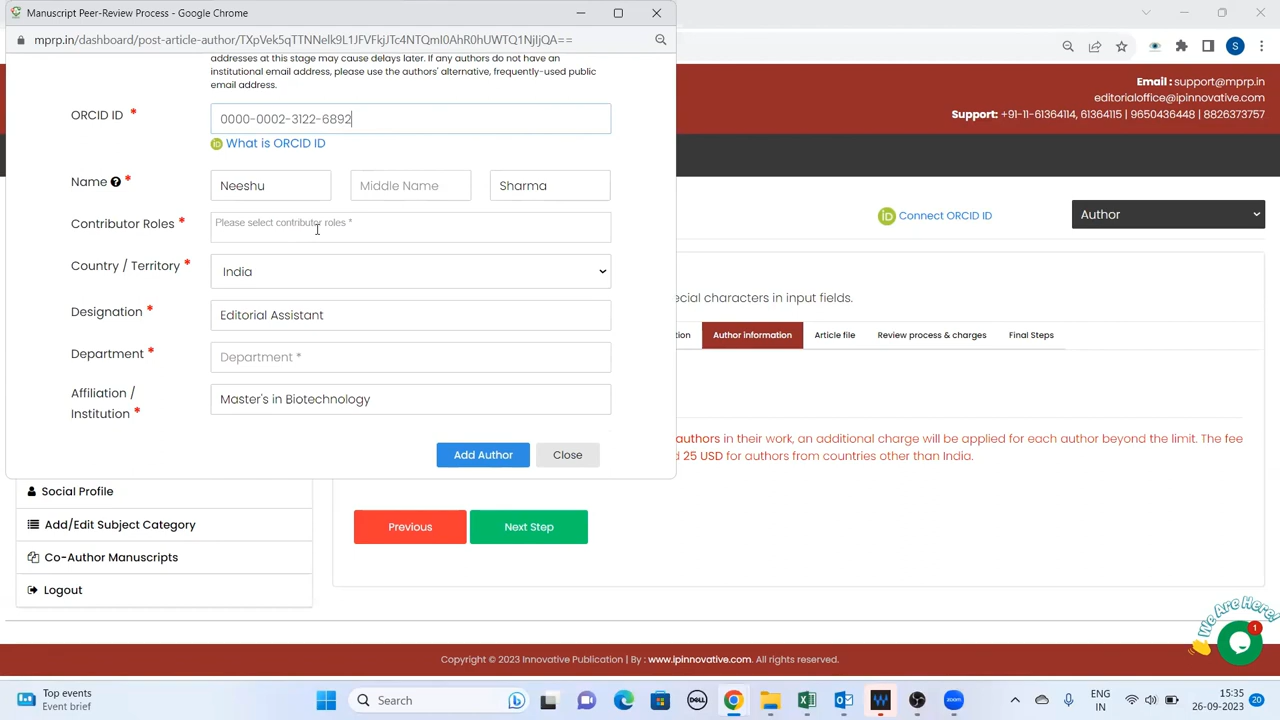 Manuscript Peer-Review Process - Google Chrome
mprp.in/dashboard/post-article-author/TXpVek5qTTNNelk9L1JFVFkjJTc4NTQmI0AhR0hUWTQ1NjIjQA==
addresses at this stage may cause delays later. If any authors do not have an
institutional email address, please use the authors' alternative, frequently-used public
email address.
ORCID ID *
0000-0002-3122-6892
What is ORCID ID
Name *
Neeshu
Middle Name
Sharma
Contributor Roles *
Please select contributor roles *
Country / Territory *
India
Designation *
Editorial Assistant
Department *
Department *
Affiliation /
Institution *
Master's in Biotechnology
Add Author
Close
S
Email : support@mprp.in
editorialoffice@ipinnovative.com
Support: +91-11-61364114, 61364115 | 9650436448 | 8826373757
Connect ORCID ID
Author
ecial characters in input fields.
tion
Author information
Article file
Review process & charges
Final Steps
authors in their work, an additional charge will be applied for each author beyond the limit. The fee
d 25 USD for authors from countries other than India.
Previous
Next Step
Social Profile
Add/Edit Subject Category
Co-Author Manuscripts
Logout
We Are Here!
1
Copyright © 2023 Innovative Publication | By : www.ipinnovative.com. All rights reserved.
Top events
Event brief
Search
DELL
zoom
ENG
IN
15:35
26-09-2023
20